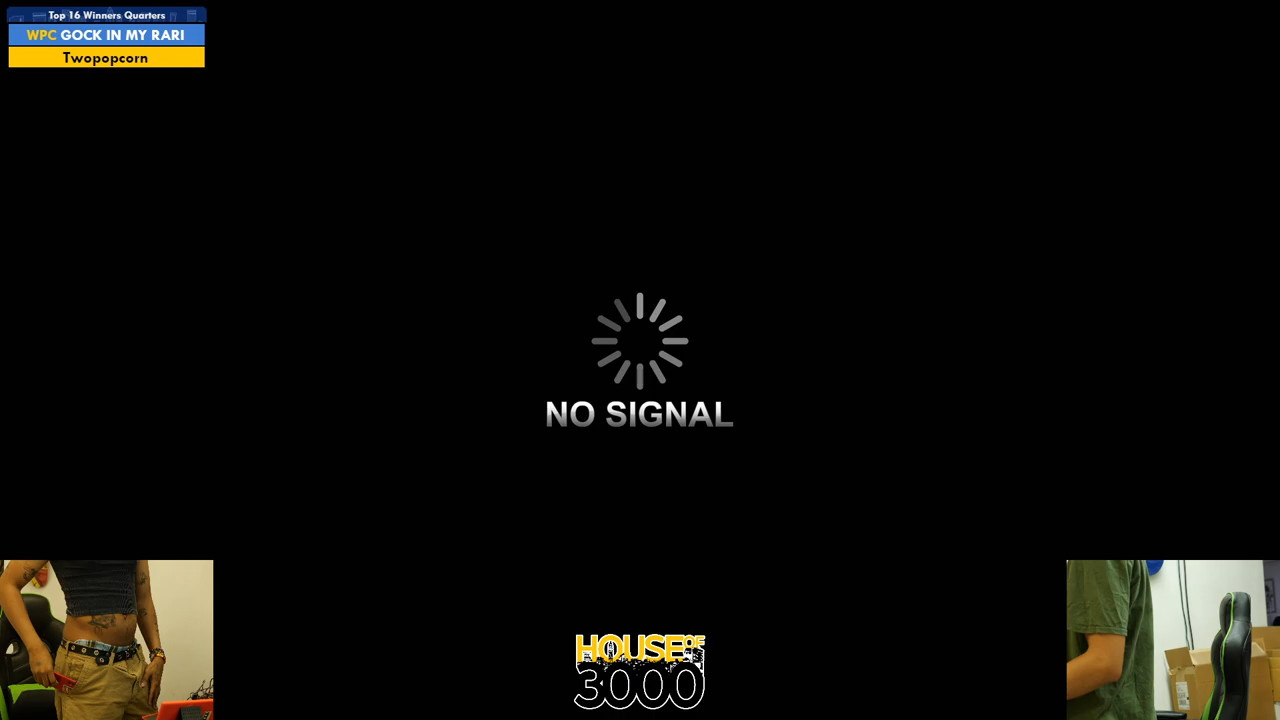 Top 16 Winners Quarters
WPC GOCK IN MY RARI
Twopopcorn
NO SIGNAL
HOUSE OF
3000